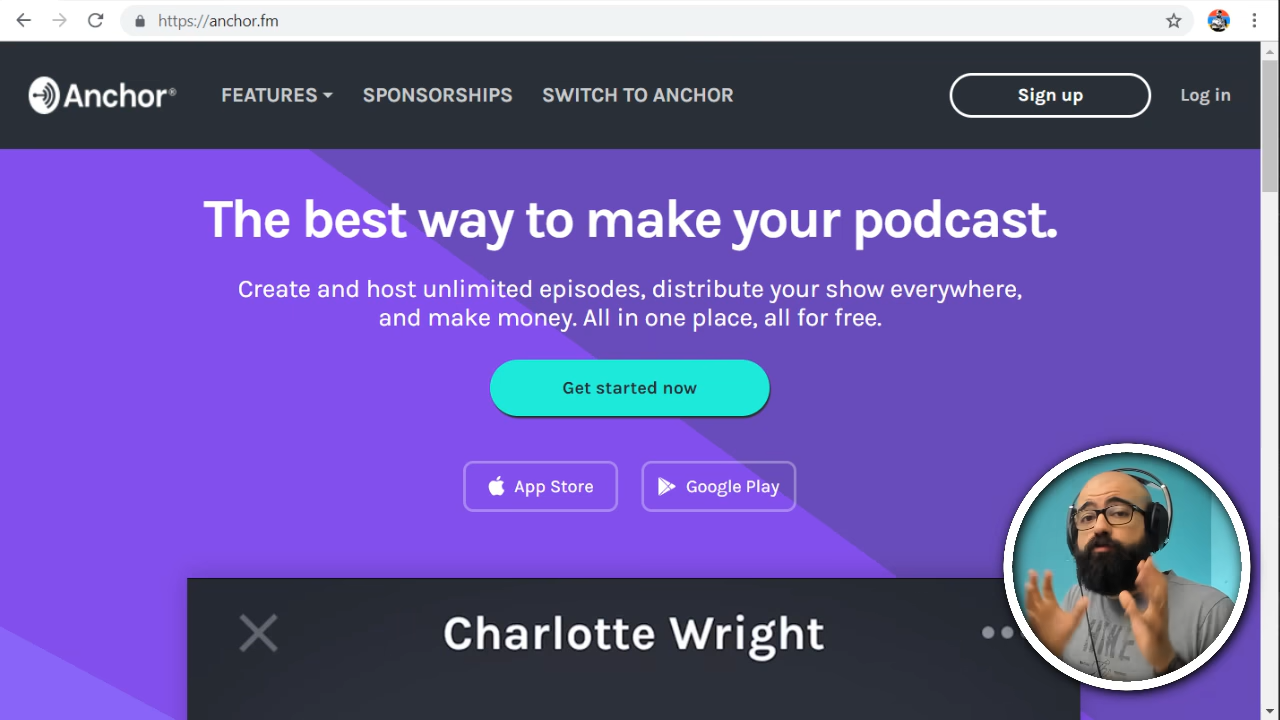 https://anchor.fm
Anchor®
FEATURES
SPONSORSHIPS
SWITCH TO ANCHOR
Sign up
Log in
The best way to make your podcast.
Create and host unlimited episodes, distribute your show everywhere,
and make money. All in one place, all for free.
Get started now
App Store
Google Play
Charlotte Wright